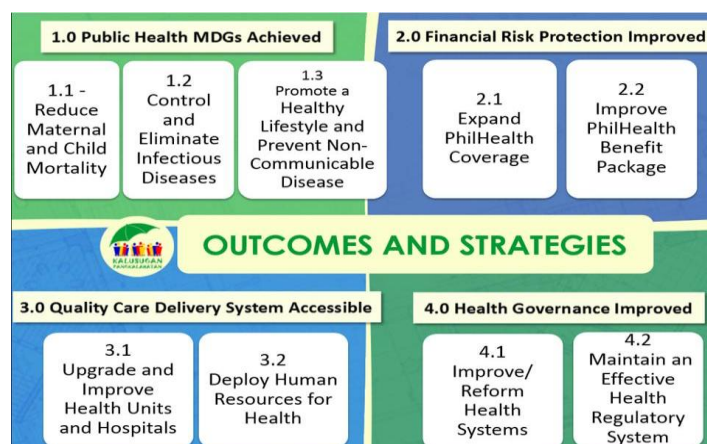 1.0 Public Health MDGs Achieved
1.1 -
Reduce
Maternal
and Child
Mortality
1.2
Control
and
Eliminate
Infectious
Diseases
1.3
Promote a
Healthy
Lifestyle and
Prevent Non-
Communicable
Disease
2.0 Financial Risk Protection Improved
2.1
Expand
PhilHealth
Coverage
2.2
Improve
PhilHealth
Benefit
Package
KALUSUGAN
PANGKALAHATAN
OUTCOMES AND STRATEGIES
3.0 Quality Care Delivery System Accessible
3.1
Upgrade and
Improve
Health Units
and Hospitals
3.2
Deploy Human
Resources for
Health
4.0 Health Governance Improved
4.1
Improve/
Reform
Health
Systems
4.2
Maintain an
Effective
Health
Regulatory
System